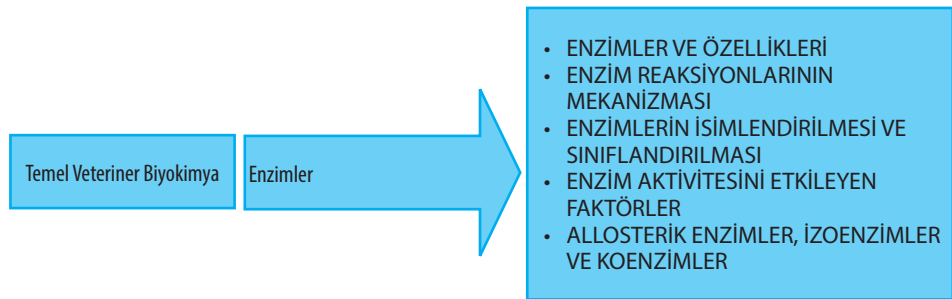 Temel Veteriner Biyokimya
Enzimler
• ENZİMLER VE ÖZELLİKLERİ
• ENZİM REAKSİYONLARININ
MEKANİZMASI
• ENZİMLERİN İSİMLENDİRİLMESİ VE
SINIFLANDIRILMASI
• ENZİM AKTİVİTESİNİ ETKİLEYEN
FAKTÖRLER
• ALLOSTERİK ENZİMLER, İZOENZİMLER
VE KOENZİMLER